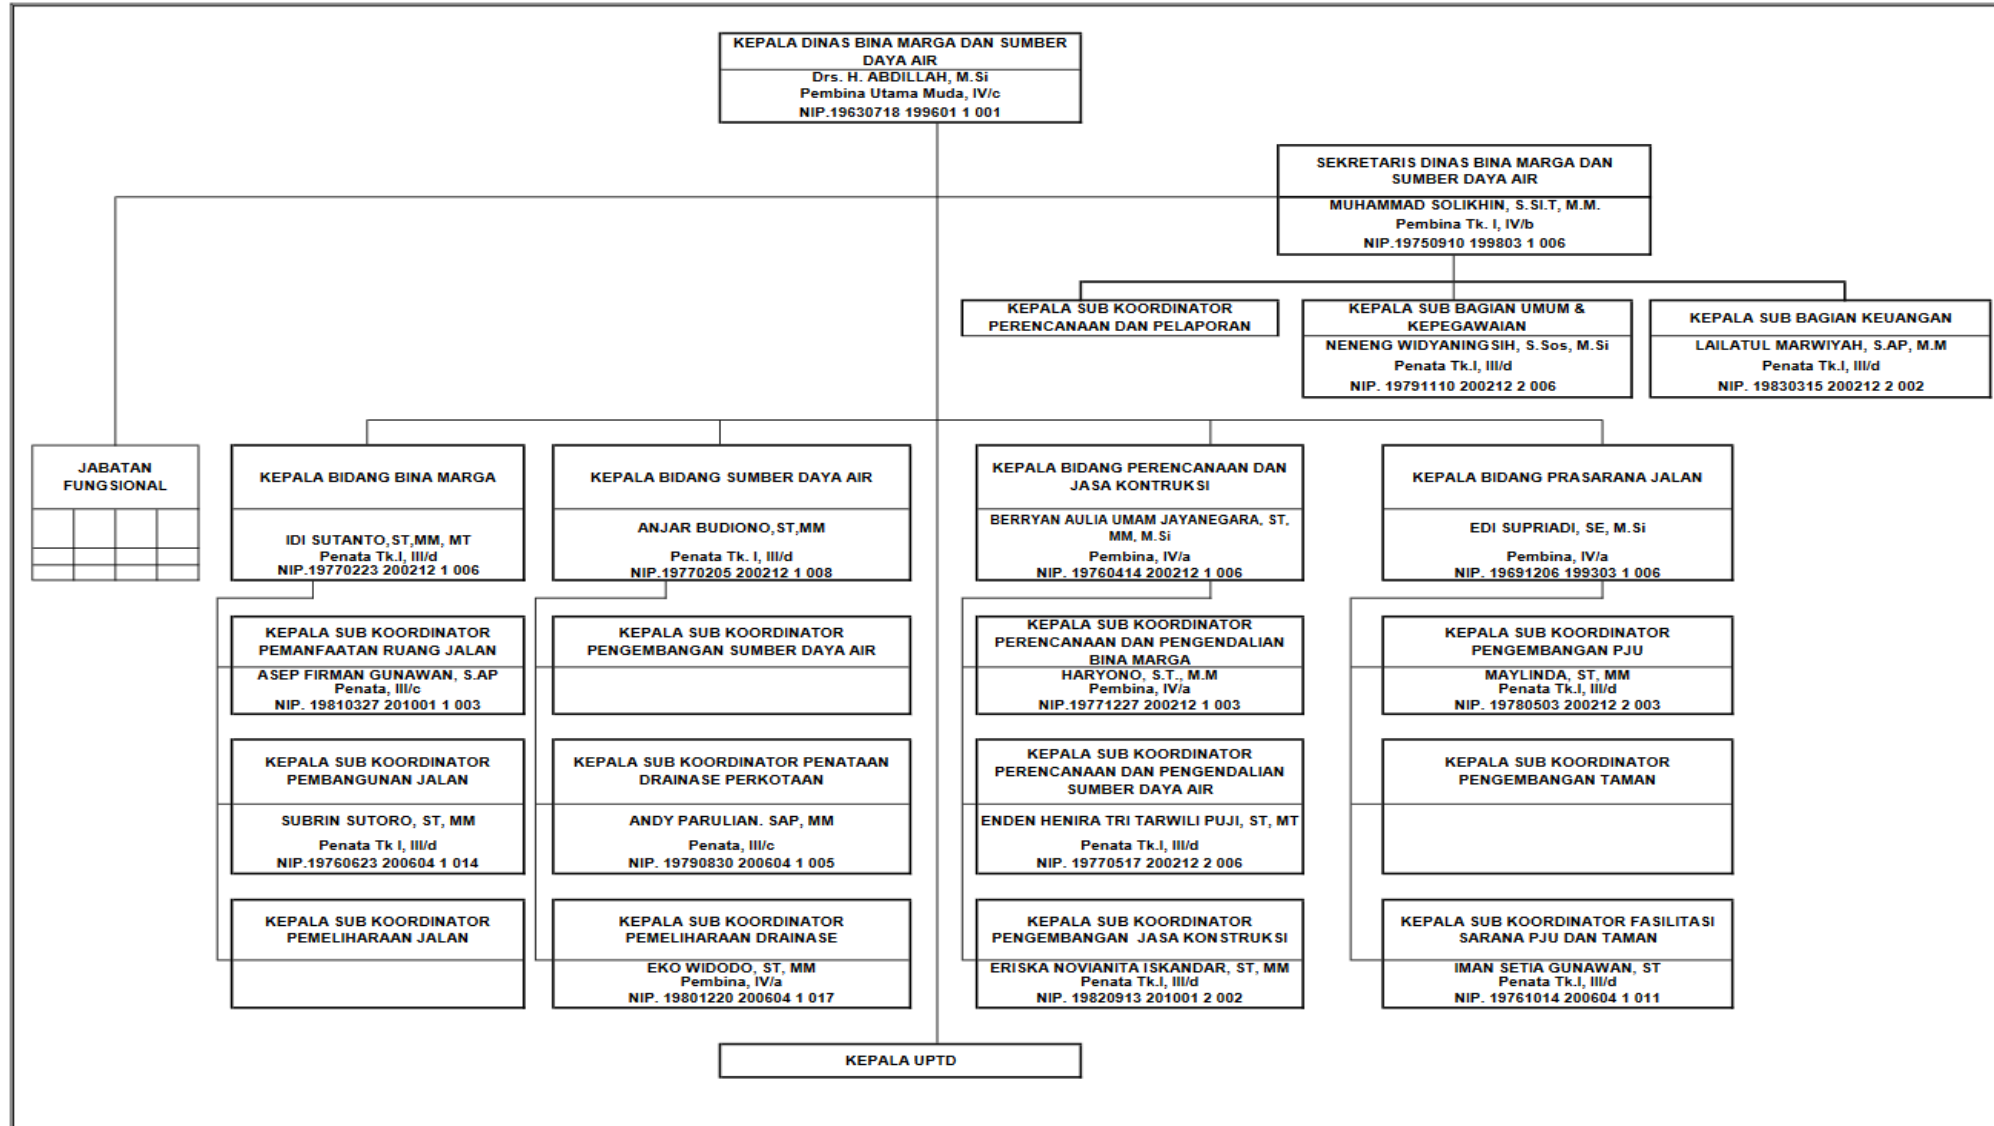 KEPALA DINAS BINA MARGA DAN SUMBER
DAYA AIR
Drs. H. ABDILLAH, M.Si
Pembina Utama Muda, IV/c
NIP.19630718 199601 1 001
SEKRETARIS DINAS BINA MARGA DAN
SUMBER DAYA AIR
MUHAMMAD SOLIKHIN, S.SI.T, M.M.
Pembina Tk. I, IV/b
NIP.19750910 199803 1 006
KEPALA SUB KOORDINATOR
PERENCANAAN DAN PELAPORAN
KEPALA SUB BAGIAN UMUM &
KEPEGAWAIAN
NENENG WIDYANINGSIH, S.Sos, M.Si
Penata Tk.I, III/d
NIP. 19791110 200212 2 006
KEPALA SUB BAGIAN KEUANGAN
LAILATUL MARWIYAH, S.AP, M.M
Penata Tk.I, III/d
NIP. 19830315 200212 2 002
JABATAN
FUNGSIONAL
KEPALA BIDANG BINA MARGA
IDI SUTANTO,ST,MM, MT
Penata Tk.I, III/d
NIP.19770223 200212 1 006
KEPALA BIDANG SUMBER DAYA AIR
ANJAR BUDIONO,ST,MM
Penata Tk. I, III/d
NIP.19770205 200212 1 008
KEPALA BIDANG PERENCANAAN DAN
JASA KONTRUKSI
BERRYAN AULIA UMAM JAYANEGARA, ST,
MM, M.Si
Pembina, IV/a
NIP. 19760414 200212 1 006
KEPALA BIDANG PRASARANA JALAN
EDI SUPRIADI, SE, M.Si
Pembina, IV/a
NIP. 19691206 199303 1 006
KEPALA SUB KOORDINATOR
PEMANFAATAN RUANG JALAN
ASEP FIRMAN GUNAWAN, S.AP
Penata, III/c
NIP. 19810327 201001 1 003
KEPALA SUB KOORDINATOR
PENGEMBANGAN SUMBER DAYA AIR
KEPALA SUB KOORDINATOR
PERENCANAAN DAN PENGENDALIAN
BINA MARGA
HARYONO, S.T., M.M
Pembina, IV/a
NIP.19771227 200212 1 003
KEPALA SUB KOORDINATOR
PENGEMBANGAN PJU
MAYLINDA, ST, MM
Penata Tk.I, III/d
NIP. 19780503 200212 2 003
KEPALA SUB KOORDINATOR
PEMBANGUNAN JALAN
SUBRIN SUTORO, ST, MM
Penata Tk I, III/d
NIP.19760623 200604 1 014
KEPALA SUB KOORDINATOR PENATAAN
DRAINASE PERKOTAAN
ANDY PARULIAN. SAP, MM
Penata, III/c
NIP. 19790830 200604 1 005
KEPALA SUB KOORDINATOR
PERENCANAAN DAN PENGENDALIAN
SUMBER DAYA AIR
ENDEN HENIRA TRI TARWILI PUJI, ST, MT
Penata Tk.I, III/d
NIP. 19770517 200212 2 006
KEPALA SUB KOORDINATOR
PENGEMBANGAN TAMAN
KEPALA SUB KOORDINATOR
PEMELIHARAAN JALAN
KEPALA SUB KOORDINATOR
PEMELIHARAAN DRAINASE
EKO WIDODO, ST, MM
Pembina, IV/a
NIP. 19801220 200604 1 017
KEPALA SUB KOORDINATOR
PENGEMBANGAN  JASA KONSTRUKSI
ERISKA NOVIANITA ISKANDAR, ST, MM
Penata Tk.I, III/d
NIP. 19820913 201001 2 002
KEPALA SUB KOORDINATOR FASILITASI
SARANA PJU DAN TAMAN
IMAN SETIA GUNAWAN, ST
Penata Tk.I, III/d
NIP. 19761014 200604 1 011
KEPALA UPTD